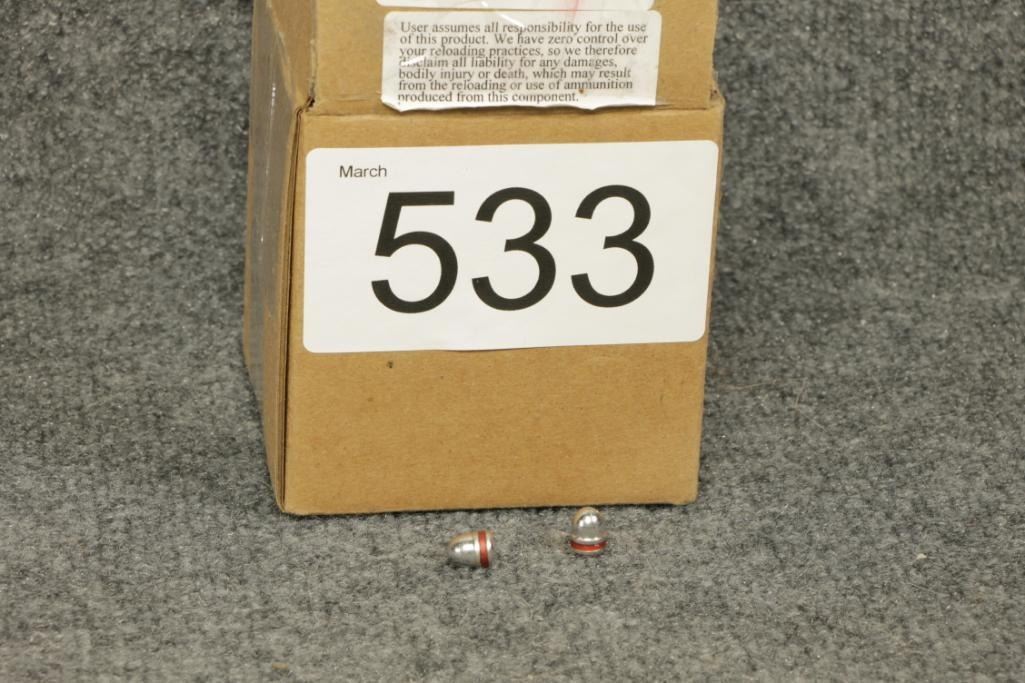 User assumes all responsibility for the use
of this product. We have zero control over
your reloading practices, so we therefore
disclaim all liability for any damages,
bodily injury or death, which may result
from the reloading or use of ammunition
produced from this component.
March
533